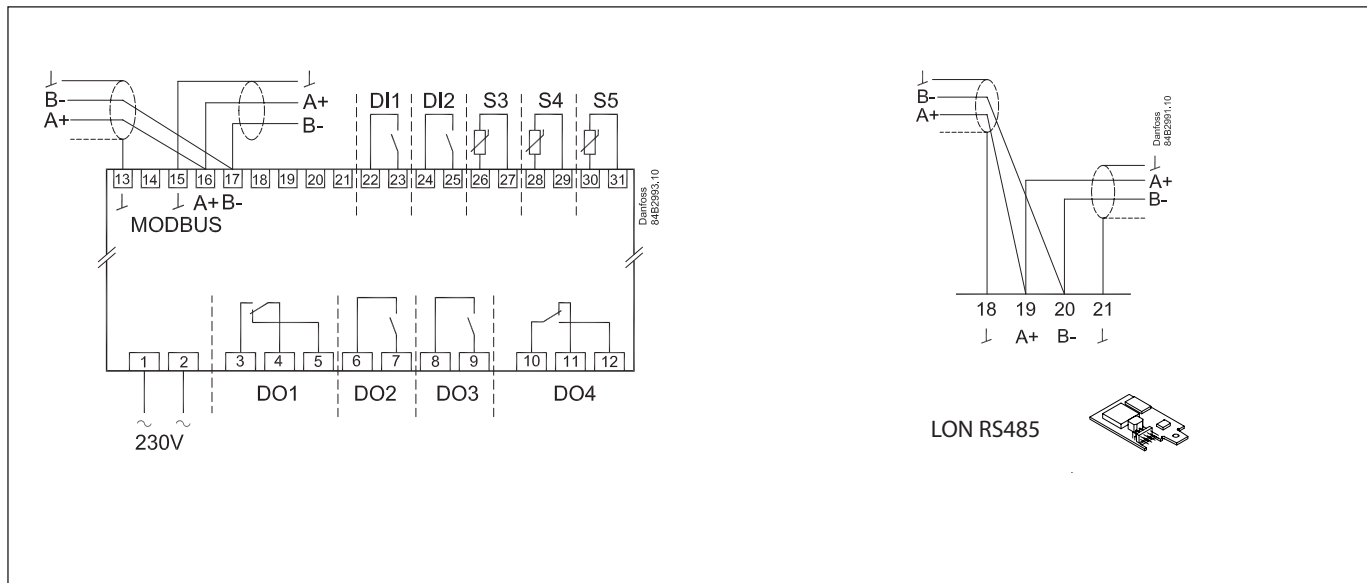 ⊥ ⊥
B- A+ DI1 DI2 S3 S4 S5
A+ B-
13 14 15 16 17 18 19 20 21 22 23 24 25 26 27 28 29 30 31
⊥ ⊥ A+ B-
MODBUS
Danfoss
84B2993.10
1 2 3 4 5 6 7 8 9 10 11 12
DO1 DO2 DO3 DO4
~ ~
230V
⊥
B-
A+
Danfoss
84B2991.10
⊥
A+
B-
18 19 20 21
⊥ A+ B- ⊥
LON RS485